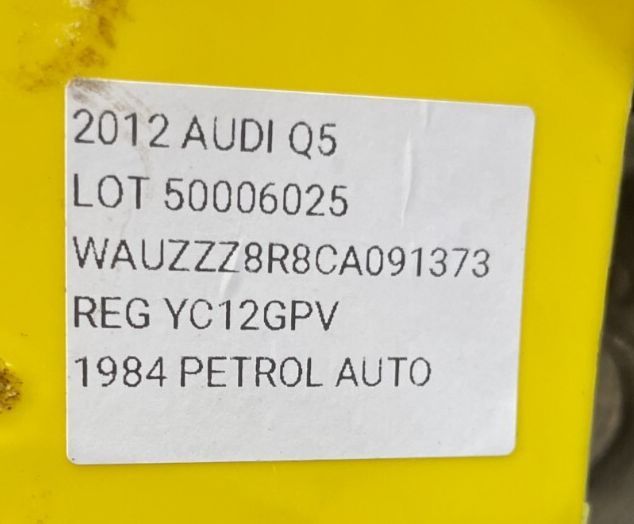 2012 AUDI Q5
LOT 50006025
WAUZZZ8R8CA091373
REG YC12GPV
1984 PETROL AUTO